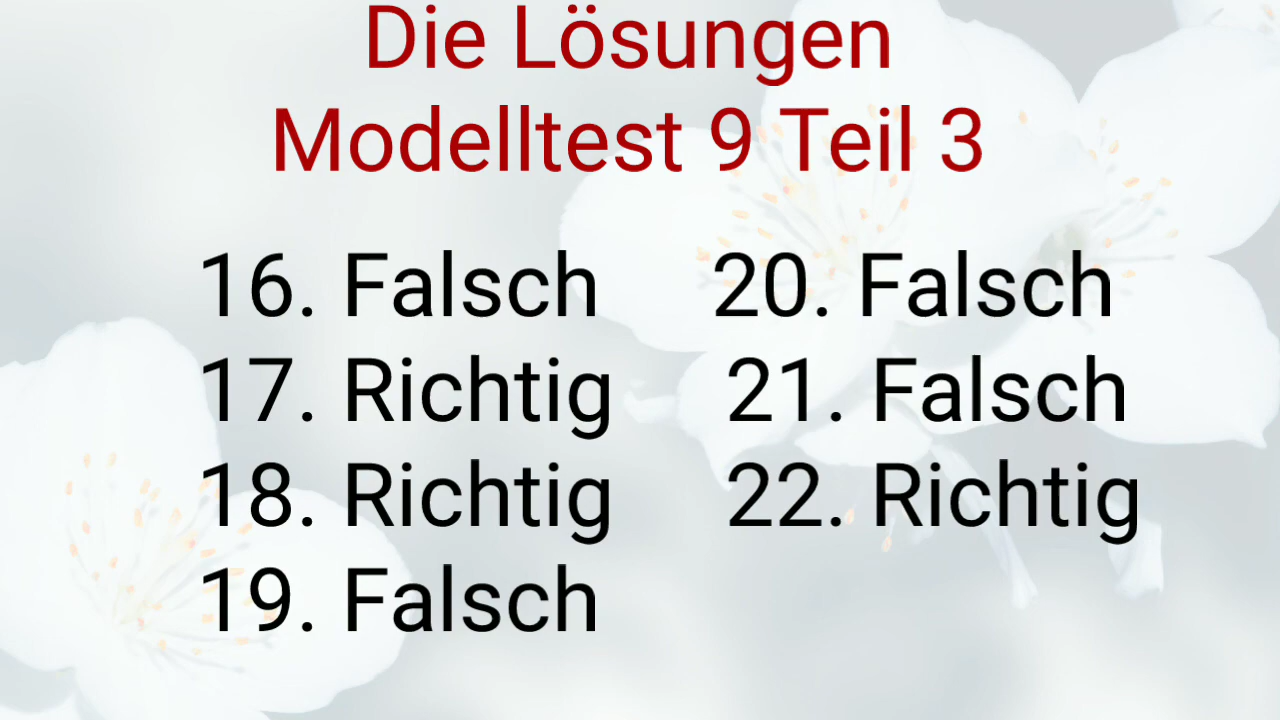 Die Lösungen
Modelltest 9 Teil 3
16. Falsch
17. Richtig
18. Richtig
19. Falsch
20. Falsch
21. Falsch
22. Richtig